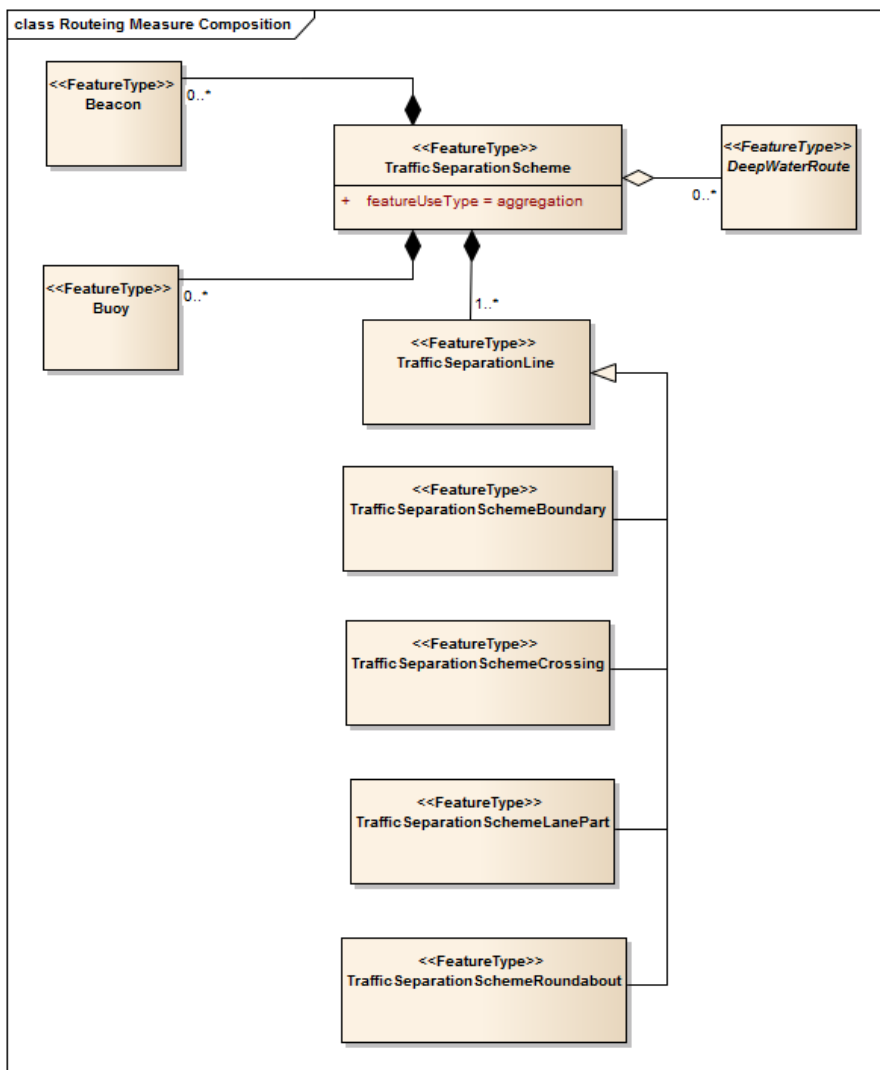 class Routeing Measure Composition
<<FeatureType>>
Beacon
0..*
<<FeatureType>>
TrafficSeparationScheme
+ featureUseType = aggregation
<<FeatureType>>
DeepWaterRoute
0..*
<<FeatureType>>
Buoy
0..*
1..*
<<FeatureType>>
TrafficSeparationLine
<<FeatureType>>
TrafficSeparationSchemeBoundary
<<FeatureType>>
TrafficSeparationSchemeCrossing
<<FeatureType>>
TrafficSeparationSchemeLanePart
<<FeatureType>>
TrafficSeparationSchemeRoundabout